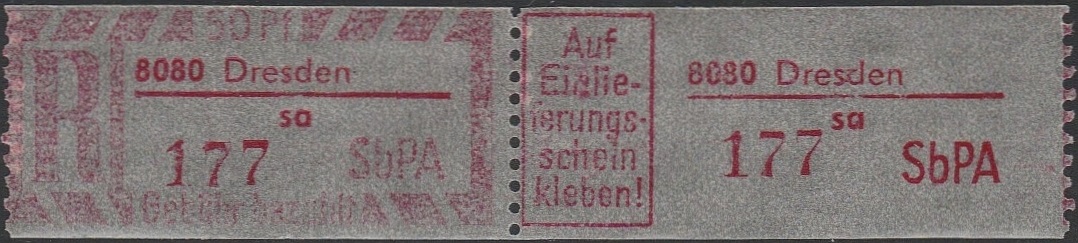 50 Pf
R
8080 Dresden
sa
177 SbPA
Gebühr bezahlt
Auf
Einlie-
ferungs-
schein
kleben!
8080 Dresden
sa
177 SbPA